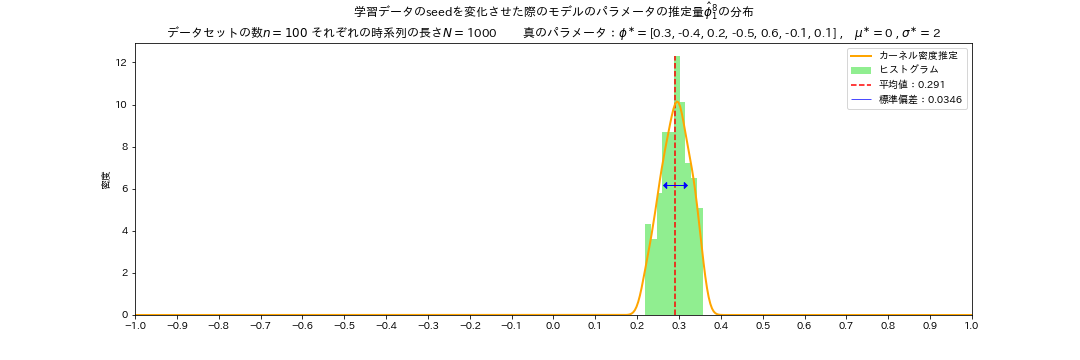 学習データのseedを変化させた際のモデルのパラメータの推定量$\hat{\phi}_1^8$の分布
データセットの数n = 100 それぞれの時系列の長さN = 1000 真のパラメータ：ϕ* = [0.3, -0.4, 0.2, -0.5, 0.6, -0.1, 0.1] , μ* = 0 , σ* = 2
カーネル密度推定
ヒストグラム
平均値：0.291
標準偏差：0.0346
密度
12
10
8
6
4
2
0
−1.0 −0.9 −0.8 −0.7 −0.6 −0.5 −0.4 −0.3 −0.2 −0.1 0.0 0.1 0.2 0.3 0.4 0.5 0.6 0.7 0.8 0.9 1.0